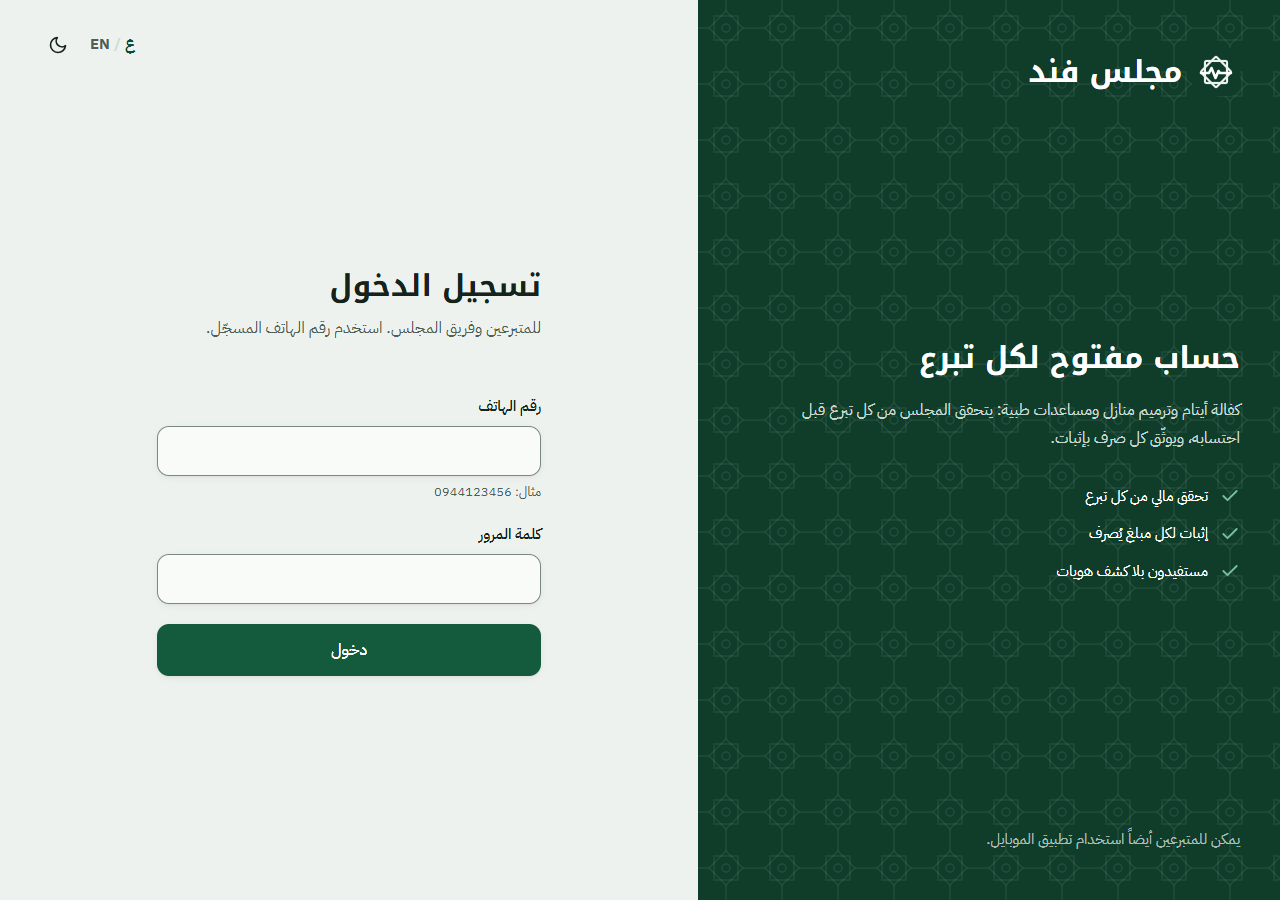 مجلس فند
حساب مفتوح لكل تبرع
كفالة أيتام وترميم منازل ومساعدات طبية: يتحقق المجلس من كل تبرع قبل
احتسابه، ويوثّق كل صرف بإثبات.
تحقق مالي من كل تبرع
إثبات لكل مبلغ يُصرف
مستفيدون بلا كشف هويات
يمكن للمتبرعين أيضاً استخدام تطبيق الموبايل.
ع / EN
تسجيل الدخول
للمتبرعين وفريق المجلس. استخدم رقم الهاتف المسجّل.
رقم الهاتف
مثال: 0944123456
كلمة المرور
دخول